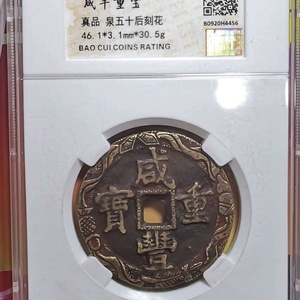 咸丰重宝
真品 泉五十后刻花
46.1*3.1mm*30.5g
BAO CUI COINS RATING
B0920H4456
咸豐重寶